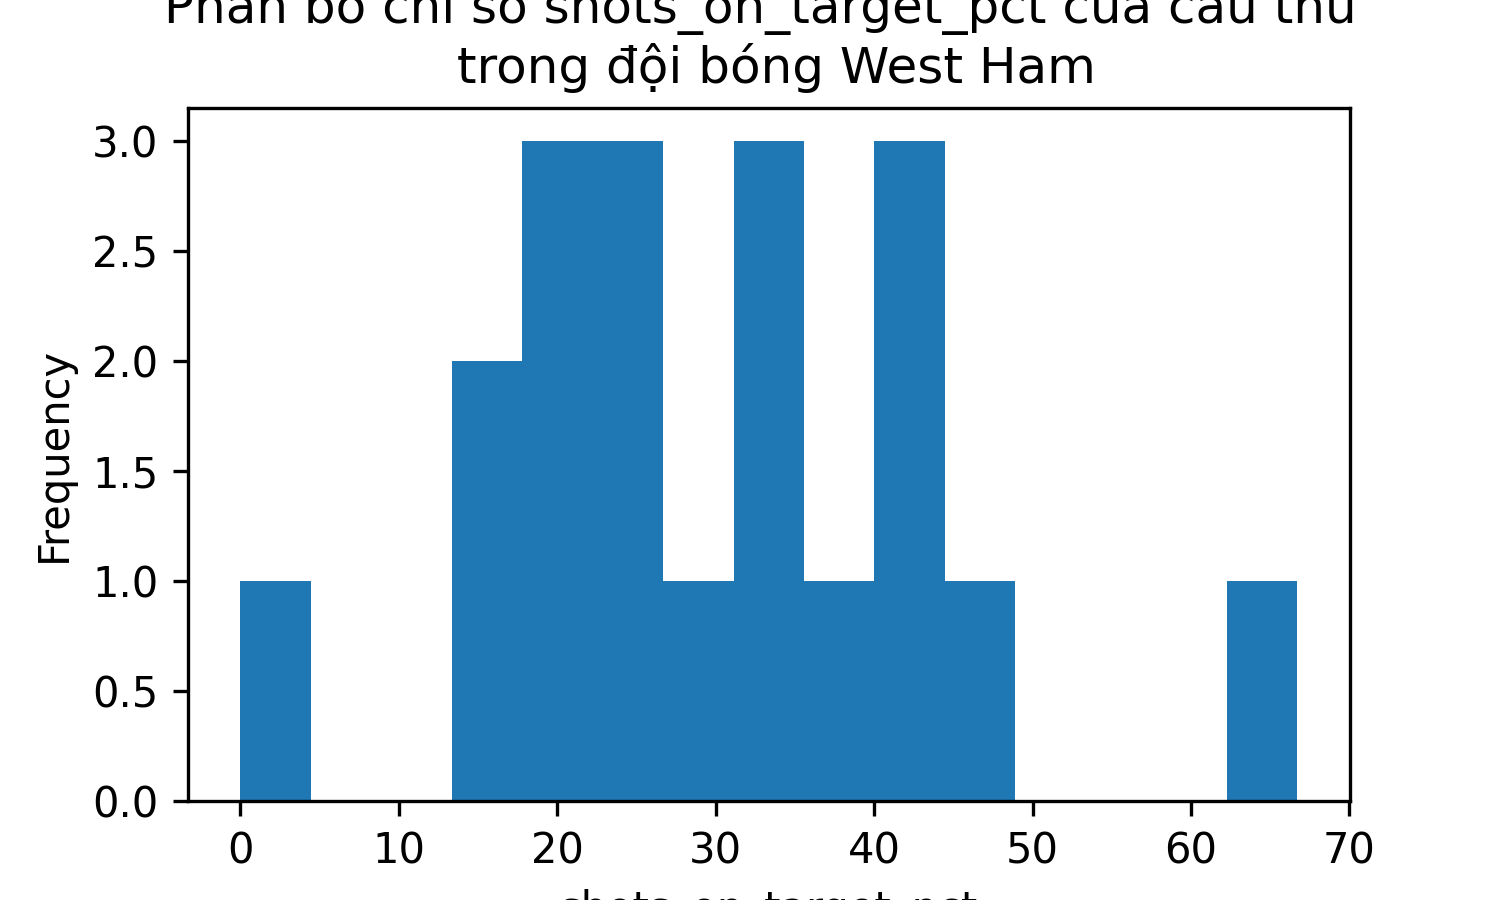 Phân bố chỉ số shots_on_target_pct của cầu thủ
trong đội bóng West Ham
3.0
2.5
2.0
1.5
1.0
0.5
0.0
Frequency
0 10 20 30 40 50 60 70
shots_on_target_pct